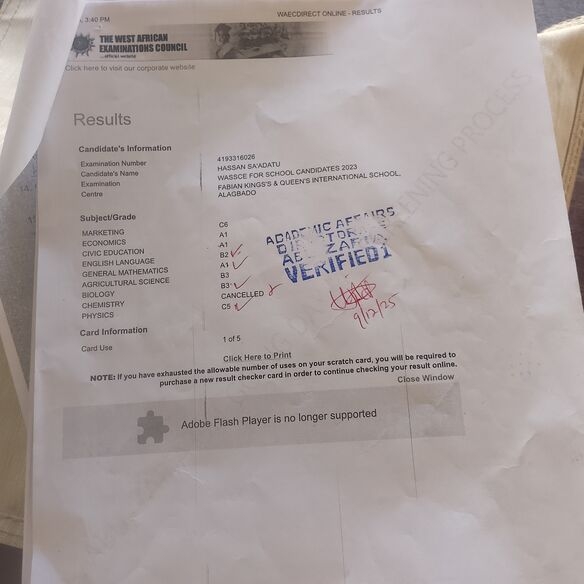 3:40 PM
WAECDIRECT ONLINE - RESULTS
THE WEST AFRICAN
EXAMINATIONS COUNCIL
...official website
Click here to visit our corporate website
Results
Candidate's Information
Examination Number 4193316026
Candidate's Name HASSAN SA'ADATU
Examination WASSCE FOR SCHOOL CANDIDATES 2023
Centre FABIAN KINGS'S & QUEEN'S INTERNATIONAL SCHOOL,
ALAGBADO
Subject/Grade
MARKETING C6
ECONOMICS A1
CIVIC EDUCATION A1
ENGLISH LANGUAGE B2
GENERAL MATHEMATICS A1
AGRICULTURAL SCIENCE B3
BIOLOGY B3
CHEMISTRY CANCELLED
PHYSICS C5
ACADEMIC AFFAIRS
VERIFIED1
9/12/25
Card Information
Card Use 1 of 5
Click Here to Print
NOTE: If you have exhausted the allowable number of uses on your scratch card, you will be required to
purchase a new result checker card in order to continue checking your result online.
Close Window
Adobe Flash Player is no longer supported